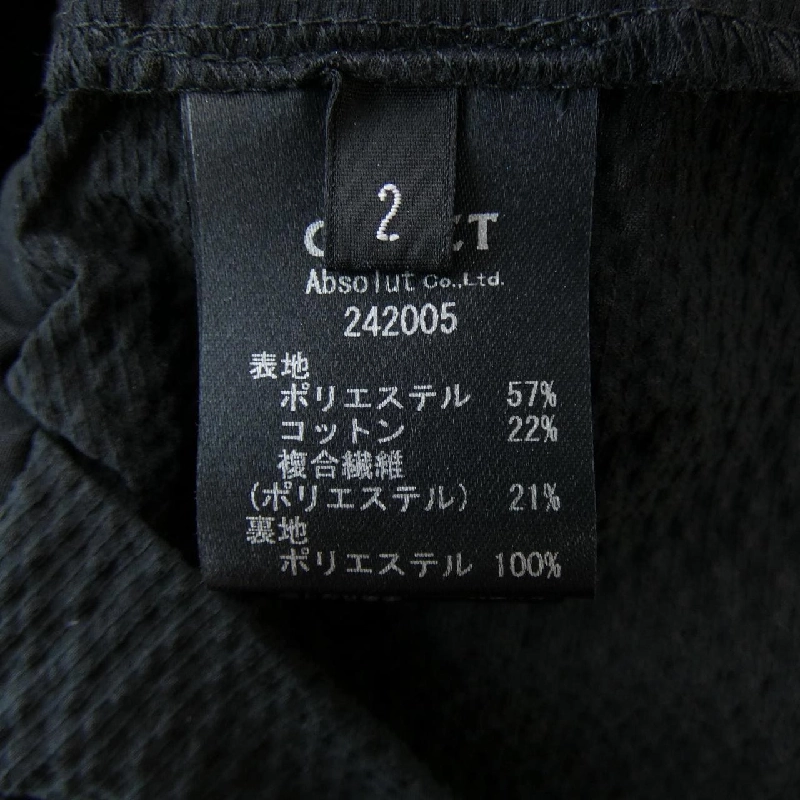 2
Absolut Co.,Ltd.
242005
表地
ポリエステル 57%
コットン 22%
複合繊維
(ポリエステル) 21%
裏地
ポリエステル 100%